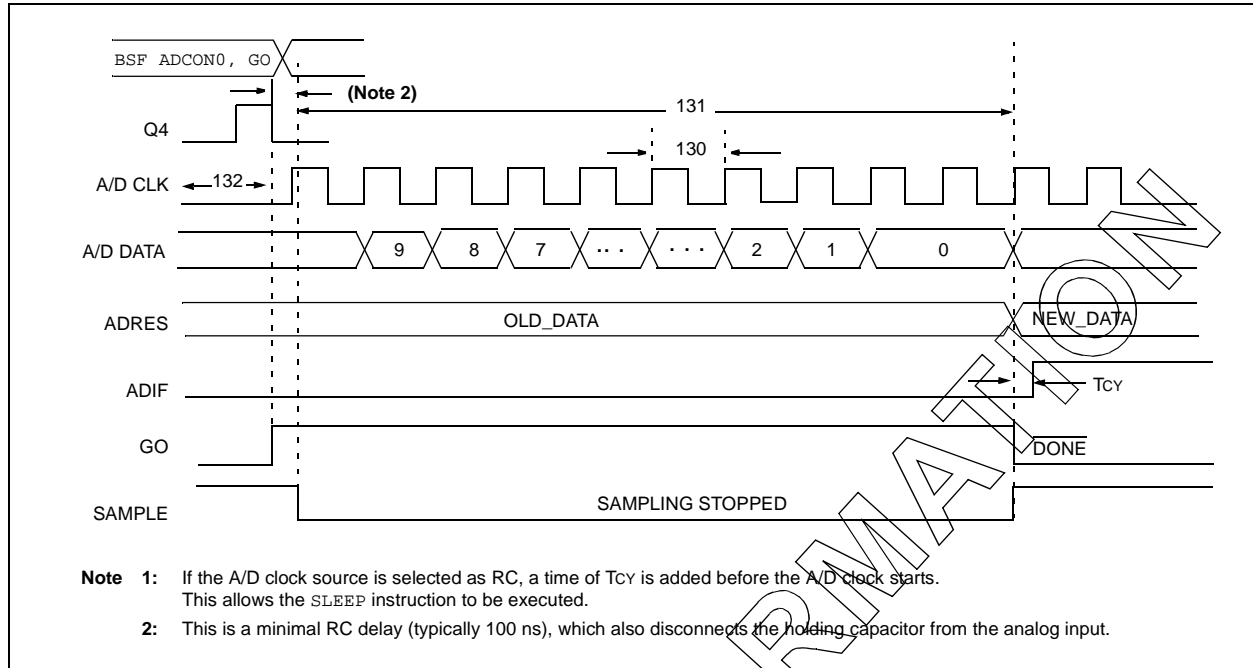 BSF ADCON0, GO
(Note 2)
131
Q4
130
A/D CLK
132
A/D DATA
9 8 7 ... ... 2 1 0
ADRES
OLD_DATA
NEW_DATA
ADIF
TCY
GO
DONE
SAMPLE
SAMPLING STOPPED
Note 1: If the A/D clock source is selected as RC, a time of TCY is added before the A/D clock starts.
This allows the SLEEP instruction to be executed.
2: This is a minimal RC delay (typically 100 ns), which also disconnects the holding capacitor from the analog input.
RMATION